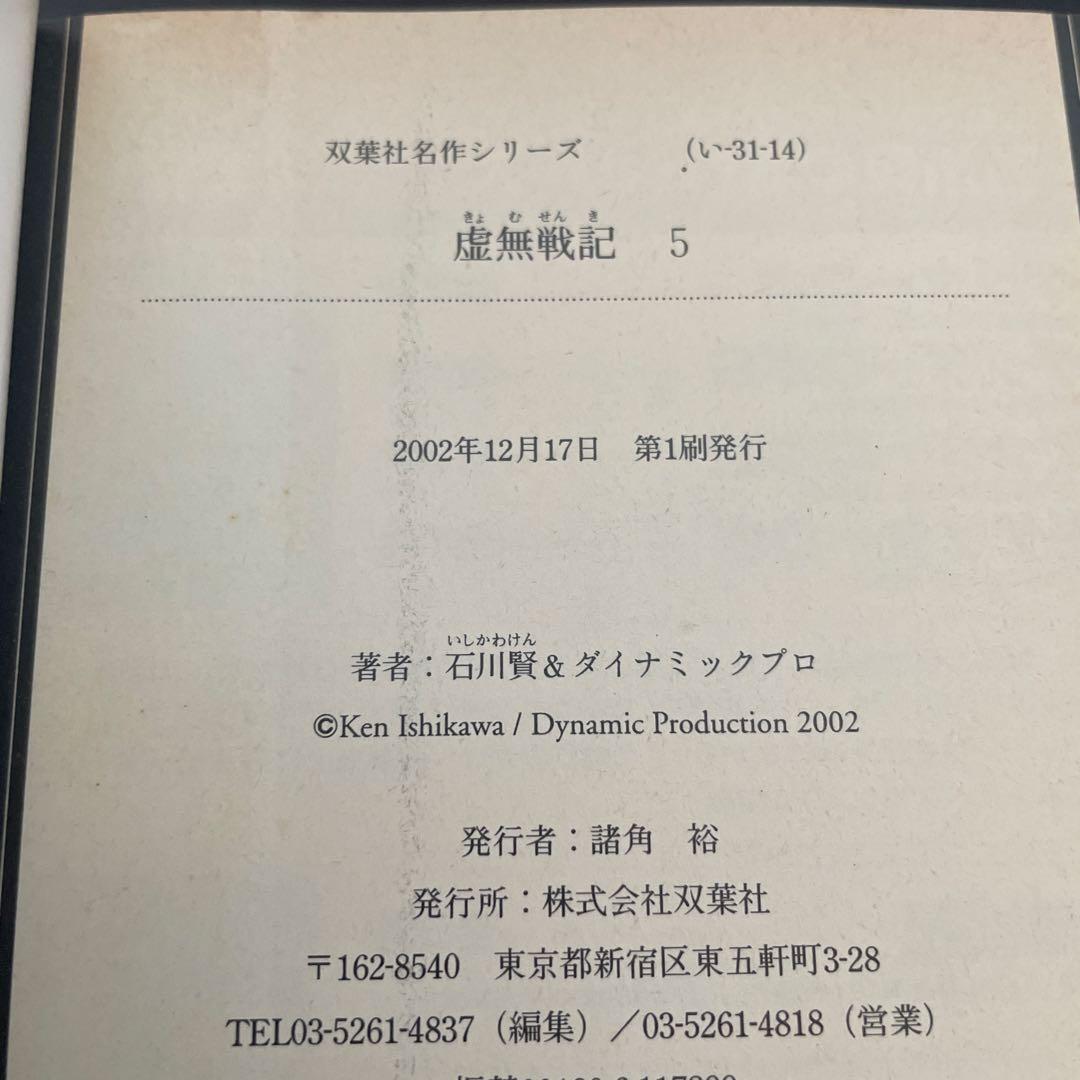 双葉社名作シリーズ (い-31-14)
きょ む せん き
虚無戦記 5
2002年12月17日 第1刷発行
いしかわけん
著者：石川賢＆ダイナミックプロ
©Ken Ishikawa / Dynamic Production 2002
発行者：諸角 裕
発行所：株式会社双葉社
〒162-8540 東京都新宿区東五軒町3-28
TEL03-5261-4837（編集）／03-5261-4818（営業）